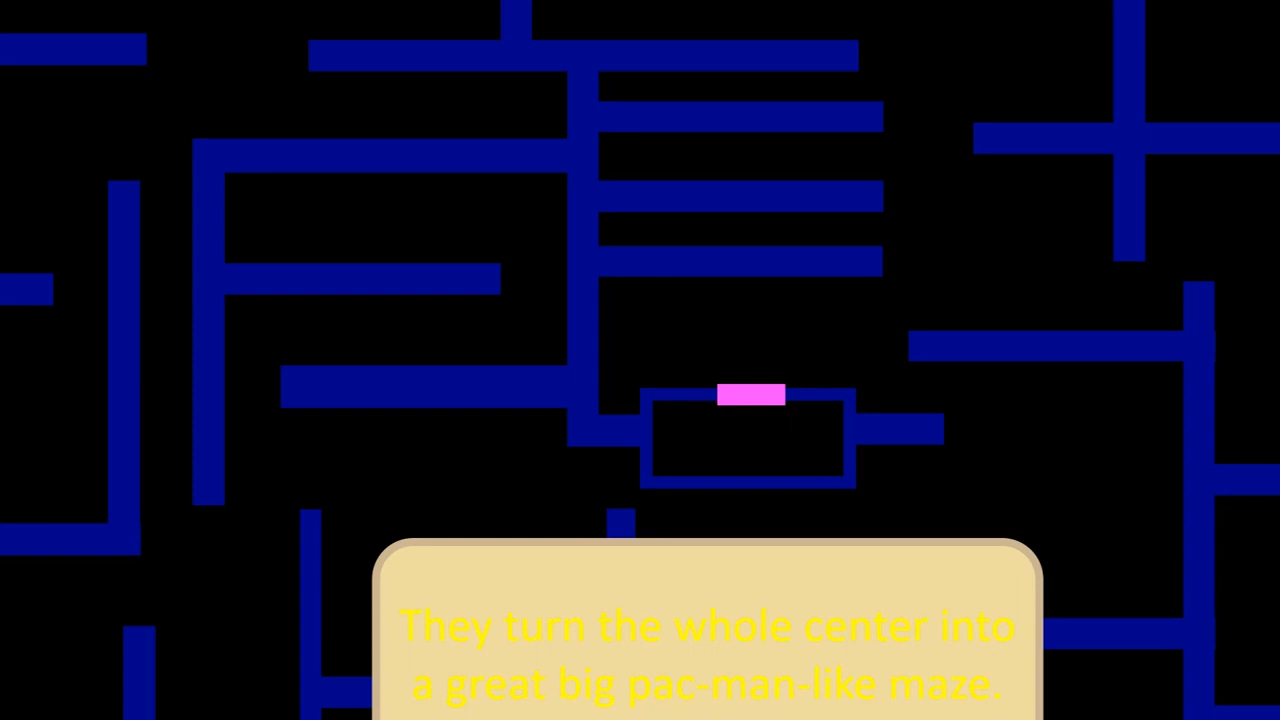 They turn the whole center into
a great big pac-man-like maze.